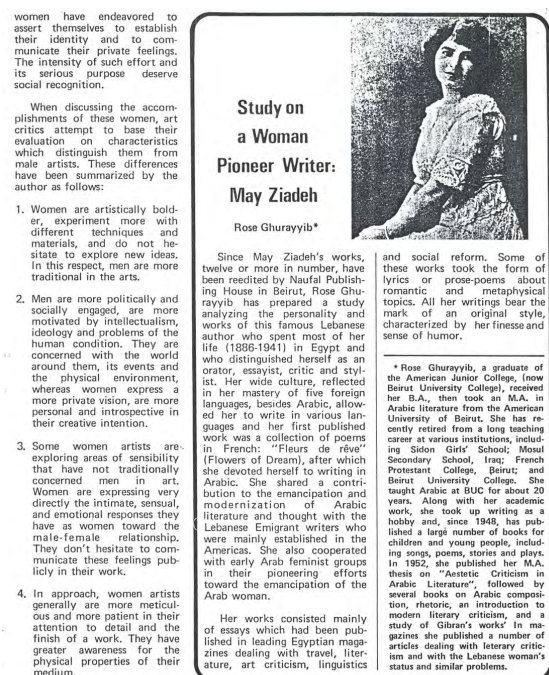 women have endeavored to
assert themselves to establish
their identity and to com-
municate their private feelings.
The intensity of such effort and
its serious purpose deserve
social recognition.
When discussing the accom-
plishments of these women, art
critics attempt to base their
evaluation on characteristics
which distinguish them from
male artists. These differences
have been summarized by the
author as follows:
1. Women are artistically bold-
er, experiment more with
different techniques and
materials, and do not he-
sitate to explore new ideas.
In this respect, men are more
traditional in the arts.
2. Men are more politically and
socially engaged, are more
motivated by intellectualism,
ideology and problems of the
human condition. They are
concerned with the world
around them, its events and
the physical environment,
whereas women express a
more private vision, are more
personal and introspective in
their creative intention.
3. Some women artists are
exploring areas of sensibility
that have not traditionally
concerned men in art.
Women are expressing very
directly the intimate, sensual,
and emotional responses they
have as women toward the
male-female relationship.
They don't hesitate to com-
municate these feelings pub-
licly in their work.
4. In approach, women artists
generally are more meticul-
ous and more patient in their
attention to detail and the
finish of a work. They have
greater awareness for the
physical properties of their
medium.
Study on
a Woman
Pioneer Writer:
May Ziadeh
Rose Ghurayyib*
Since May Ziadeh's works,
twelve or more in number, have
been reedited by Naufal Publish-
ing House in Beirut, Rose Ghu-
rayyib has prepared a study
analyzing the personality and
works of this famous Lebanese
author who spent most of her
life (1886-1941) in Egypt and
who distinguished herself as an
orator, essayist, critic and styl-
ist. Her wide culture, reflected
in her mastery of five foreign
languages, besides Arabic, allow-
ed her to write in various lan-
guages and her first published
work was a collection of poems
in French: "Fleurs de rêve"
(Flowers of Dream), after which
she devoted herself to writing in
Arabic. She shared a contri-
bution to the emancipation and
modernization of Arabic
literature and thought with the
Lebanese Emigrant writers who
were mainly established in the
Americas. She also cooperated
with early Arab feminist groups
in their pioneering efforts
toward the emancipation of the
Arab woman.
Her works consisted mainly
of essays which had been pub-
lished in leading Egyptian maga-
zines dealing with travel, liter-
ature, art criticism, linguistics
and social reform. Some of
these works took the form of
lyrics or prose-poems about
romantic and metaphysical
topics. All her writings bear the
mark of an original style,
characterized by her finesse and
sense of humor.
* Rose Ghurayyib, a graduate of
the American Junior College, (now
Beirut University College), received
her B.A., then took an M.A. in
Arabic literature from the American
University of Beirut. She has re-
cently retired from a long teaching
career at various institutions, includ-
ing Sidon Girls' School; Mosul
Secondary School, Iraq; French
Protestant College, Beirut; and
Beirut University College. She
taught Arabic at BUC for about 20
years. Along with her academic
work, she took up writing as a
hobby and, since 1948, has pub-
lished a large number of books for
children and young people, includ-
ing songs, poems, stories and plays.
In 1952, she published her M.A.
thesis on "Aestetic Criticism in
Arabic Literature", followed by
several books on Arabic composi-
tion, rhetoric, an introduction to
modern literary criticism, and a
study of Gibran's works' In ma-
gazines she published a number of
articles dealing with leterary critic-
ism and with the Lebanese woman's
status and similar problems.